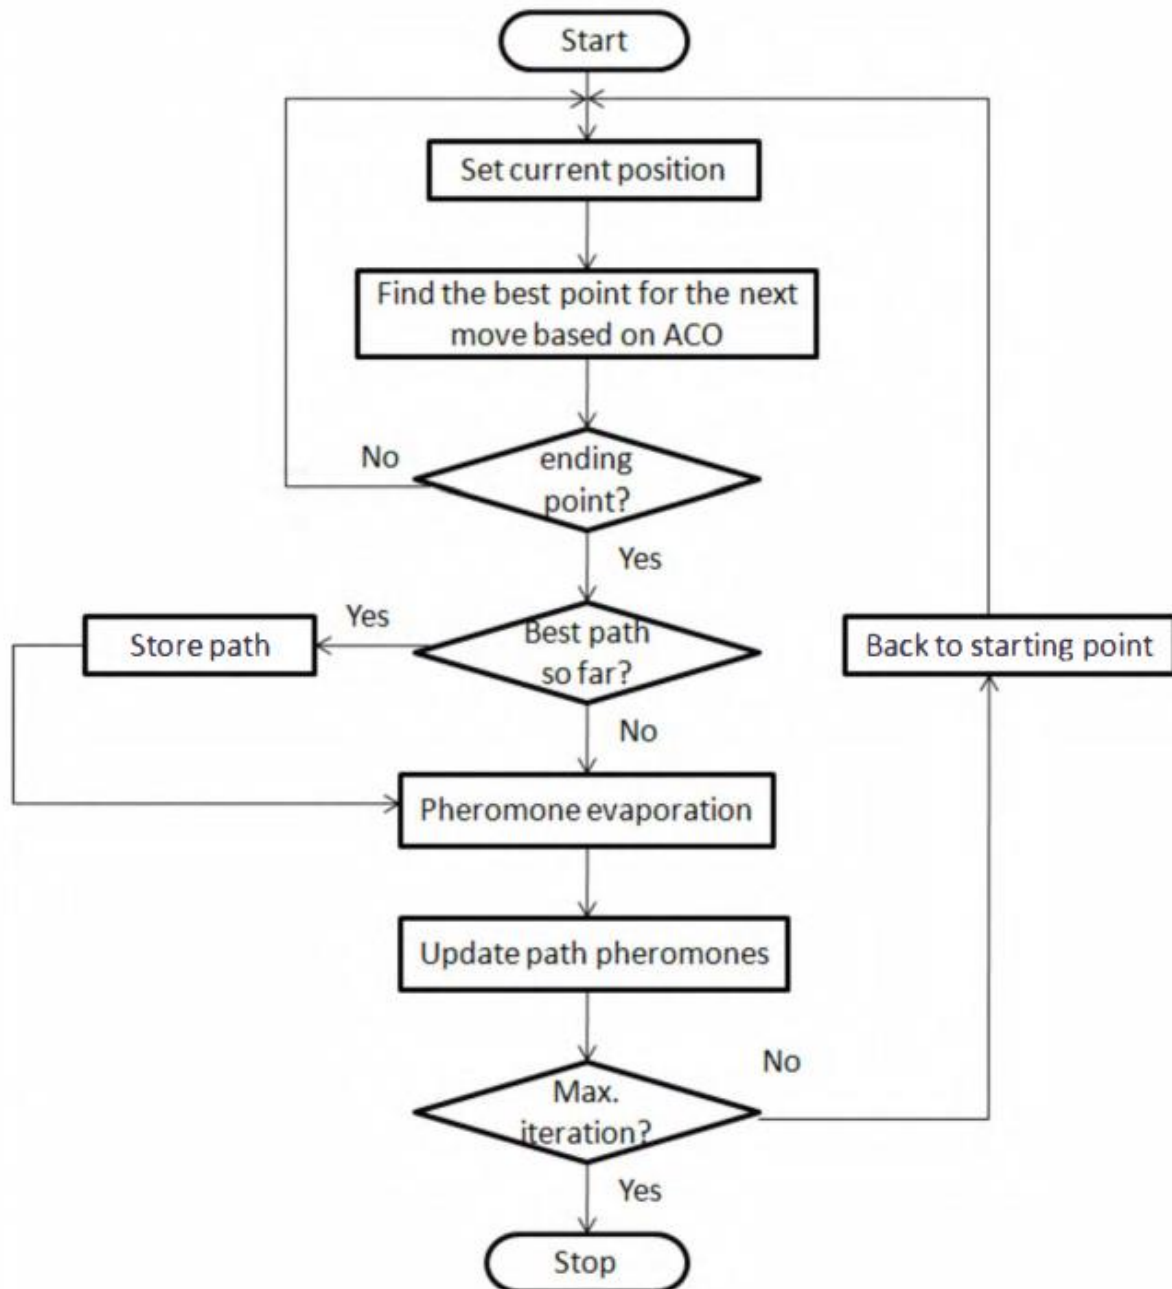 Start
Set current position
Find the best point for the next
move based on ACO
No
ending
point?
Yes
Yes
Store path
Best path
so far?
Back to starting point
No
Pheromone evaporation
Update path pheromones
No
Max.
iteration?
Yes
Stop